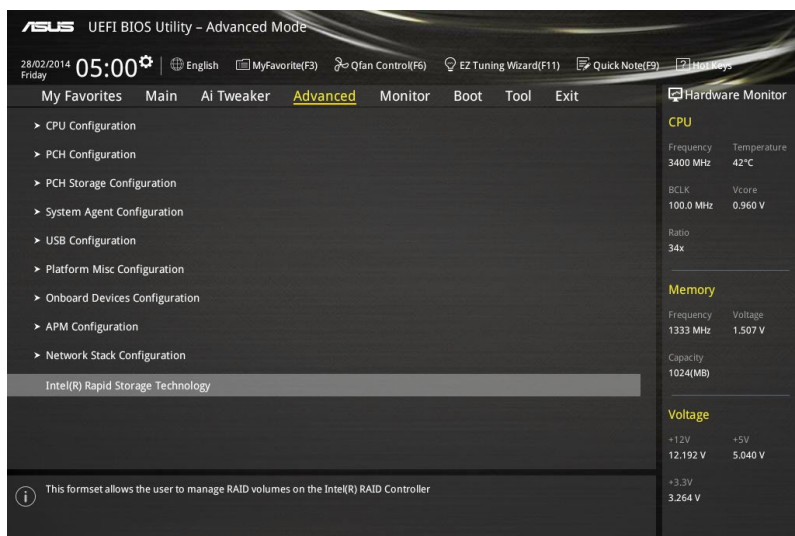 ASUS UEFI BIOS Utility – Advanced Mode
28/02/2014
Friday
05:00
English
MyFavorite(F3)
Qfan Control(F6)
EZ Tuning Wizard(F11)
Quick Note(F9)
Hot Keys
My Favorites Main Ai Tweaker Advanced Monitor Boot Tool Exit
> CPU Configuration
> PCH Configuration
> PCH Storage Configuration
> System Agent Configuration
> USB Configuration
> Platform Misc Configuration
> Onboard Devices Configuration
> APM Configuration
> Network Stack Configuration
Intel(R) Rapid Storage Technology
This formset allows the user to manage RAID volumes on the Intel(R) RAID Controller
Hardware Monitor
CPU
Frequency Temperature
3400 MHz 42°C
BCLK Vcore
100.0 MHz 0.960 V
Ratio
34x
Memory
Frequency Voltage
1333 MHz 1.507 V
Capacity
1024(MB)
Voltage
+12V +5V
12.192 V 5.040 V
+3.3V
3.264 V